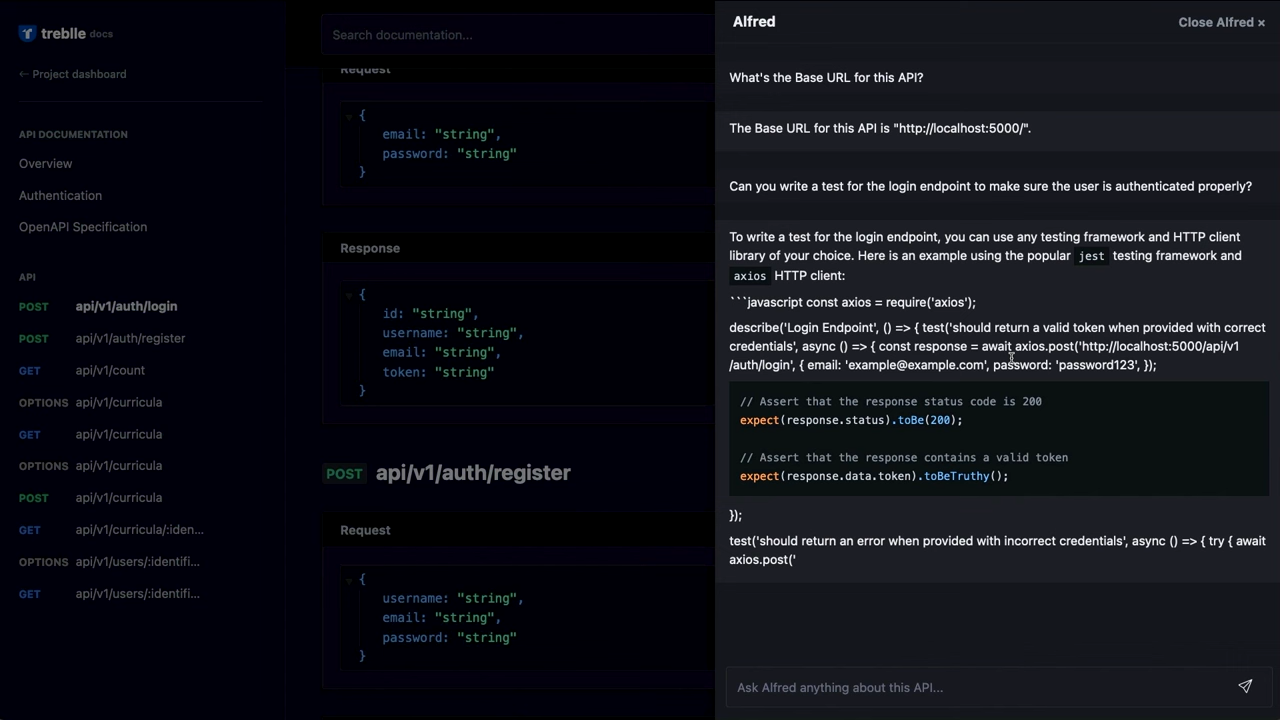 treblle docs
← Project dashboard
API DOCUMENTATION
Overview
Authentication
OpenAPI Specification
API
POST api/v1/auth/login
POST api/v1/auth/register
GET api/v1/count
OPTIONS api/v1/curricula
GET api/v1/curricula
OPTIONS api/v1/curricula
POST api/v1/curricula
GET api/v1/curricula/:iden...
OPTIONS api/v1/users/:identifi...
GET api/v1/users/:identifi...
Search documentation...
Request
{
email: "string",
password: "string"
}
Response
{
id: "string",
username: "string",
email: "string",
token: "string"
}
POST api/v1/auth/register
Request
{
username: "string",
email: "string",
password: "string"
}
Alfred
Close Alfred ×
What's the Base URL for this API?
The Base URL for this API is "http://localhost:5000/".
Can you write a test for the login endpoint to make sure the user is authenticated properly?
To write a test for the login endpoint, you can use any testing framework and HTTP client
library of your choice. Here is an example using the popular jest testing framework and
axios HTTP client:
```javascript const axios = require('axios');
describe('Login Endpoint', () => { test('should return a valid token when provided with correct
credentials', async () => { const response = await axios.post('http://localhost:5000/api/v1
/auth/login', { email: 'example@example.com', password: 'password123', });
// Assert that the response status code is 200
expect(response.status).toBe(200);
// Assert that the response contains a valid token
expect(response.data.token).toBeTruthy();
});
test('should return an error when provided with incorrect credentials', async () => { try { await
axios.post('
Ask Alfred anything about this API...